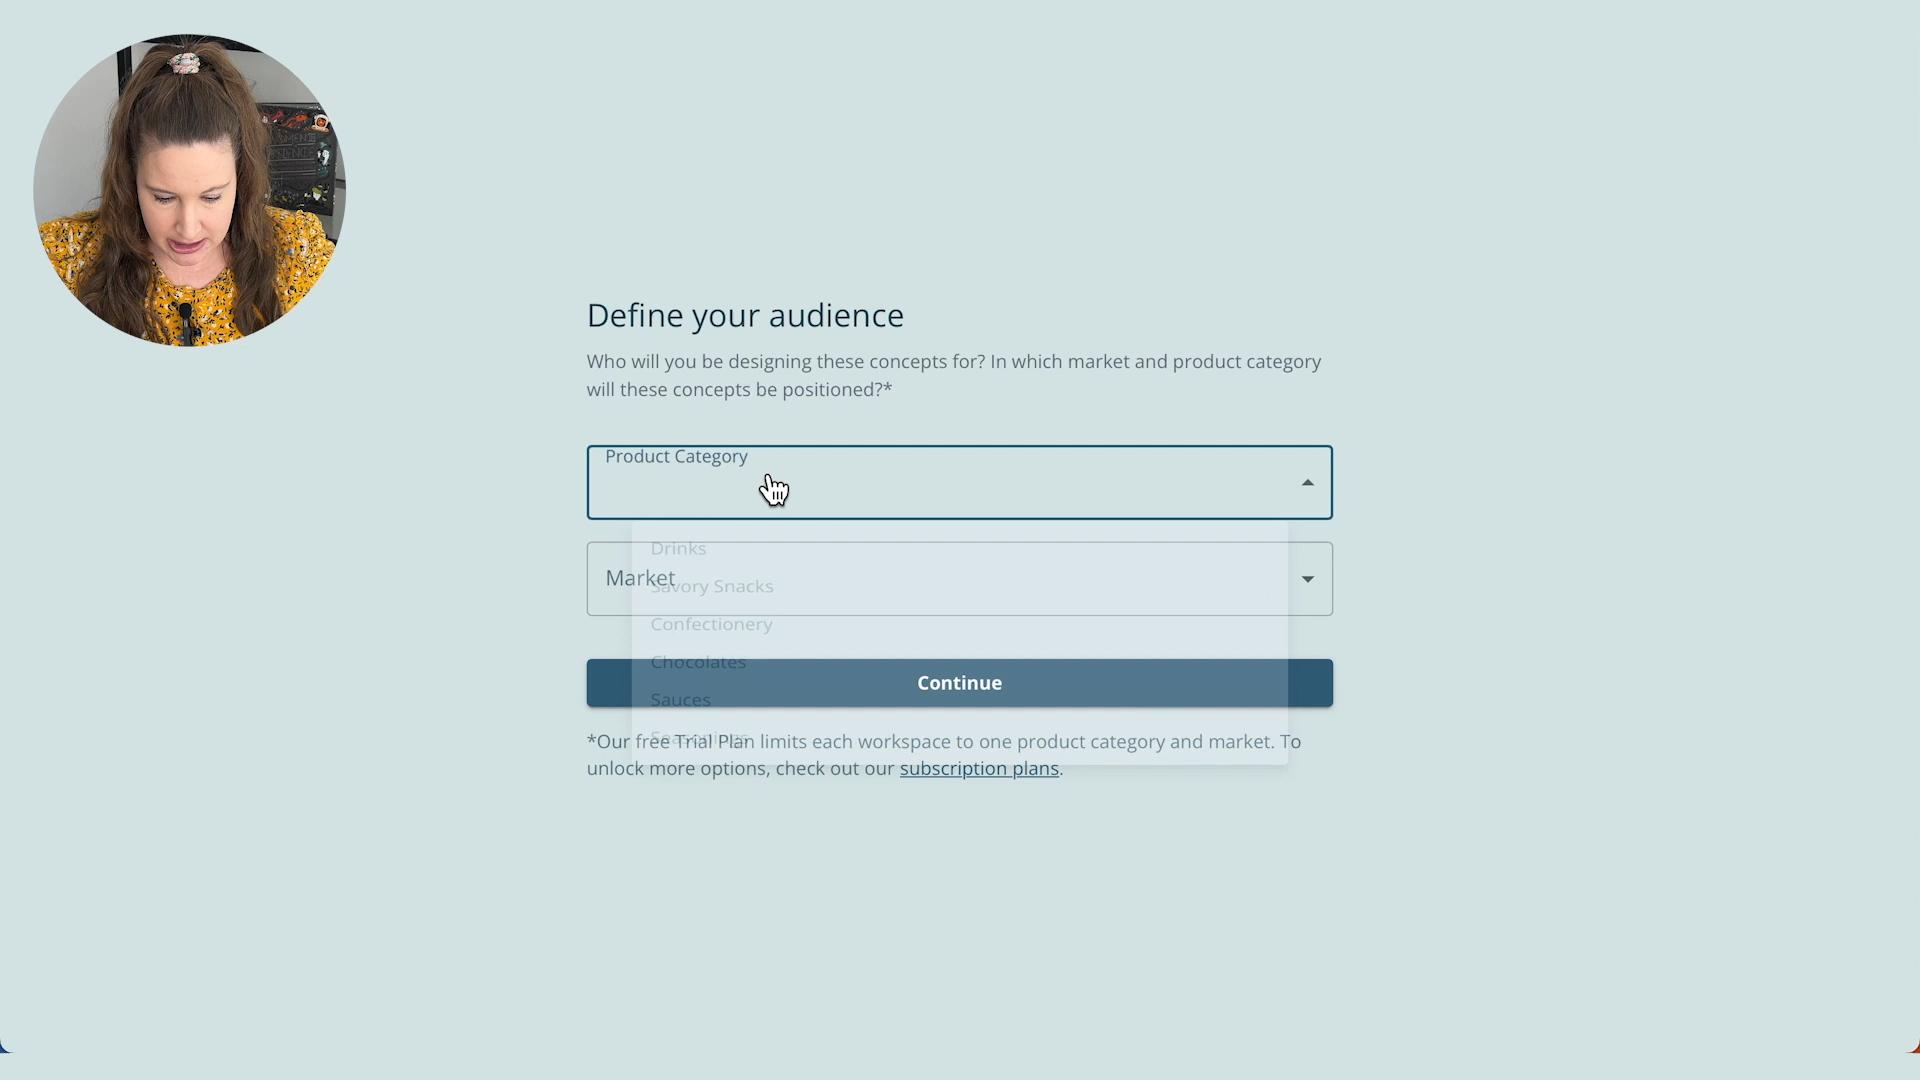 Define your audience
Who will you be designing these concepts for? In which market and product category
will these concepts be positioned?*
Product Category
Drinks
Market
Savory Snacks
Confectionery
Chocolates
Continue
Sauces
Seasonings
*Our free Trial Plan limits each workspace to one product category and market. To
unlock more options, check out our subscription plans.